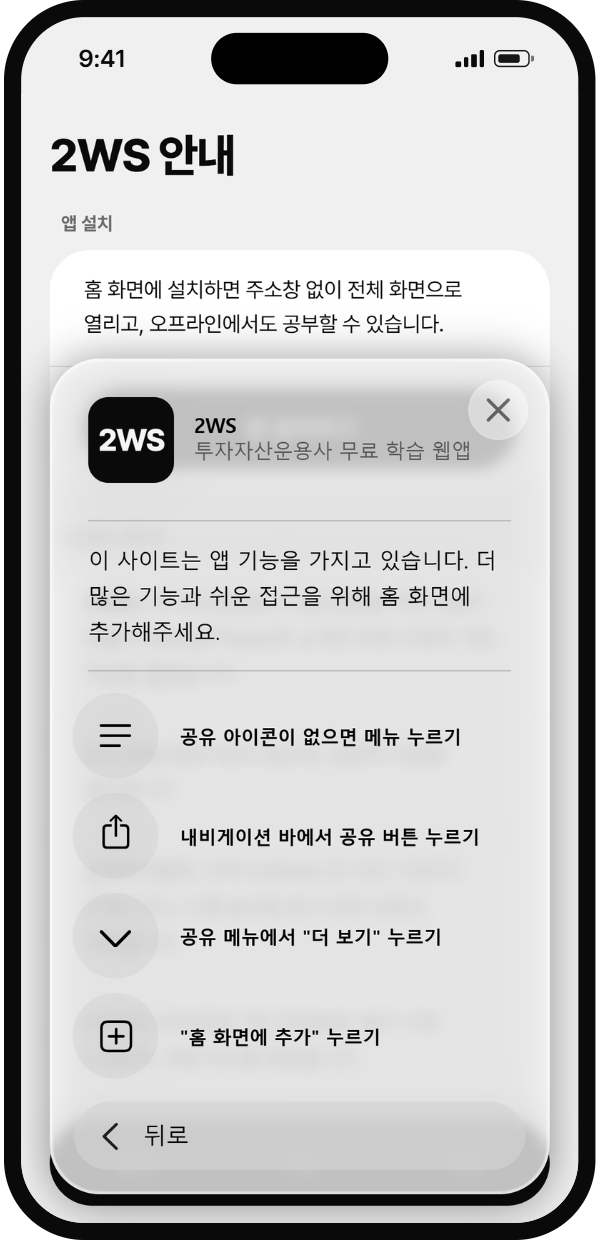 9:41
2WS 안내
앱 설치
홈 화면에 설치하면 주소창 없이 전체 화면으로
열리고, 오프라인에서도 공부할 수 있습니다.
2WS
2WS
투자자산운용사 무료 학습 웹앱
이 사이트는 앱 기능을 가지고 있습니다. 더
많은 기능과 쉬운 접근을 위해 홈 화면에
추가해주세요.
공유 아이콘이 없으면 메뉴 누르기
내비게이션 바에서 공유 버튼 누르기
공유 메뉴에서 "더 보기" 누르기
"홈 화면에 추가" 누르기
뒤로